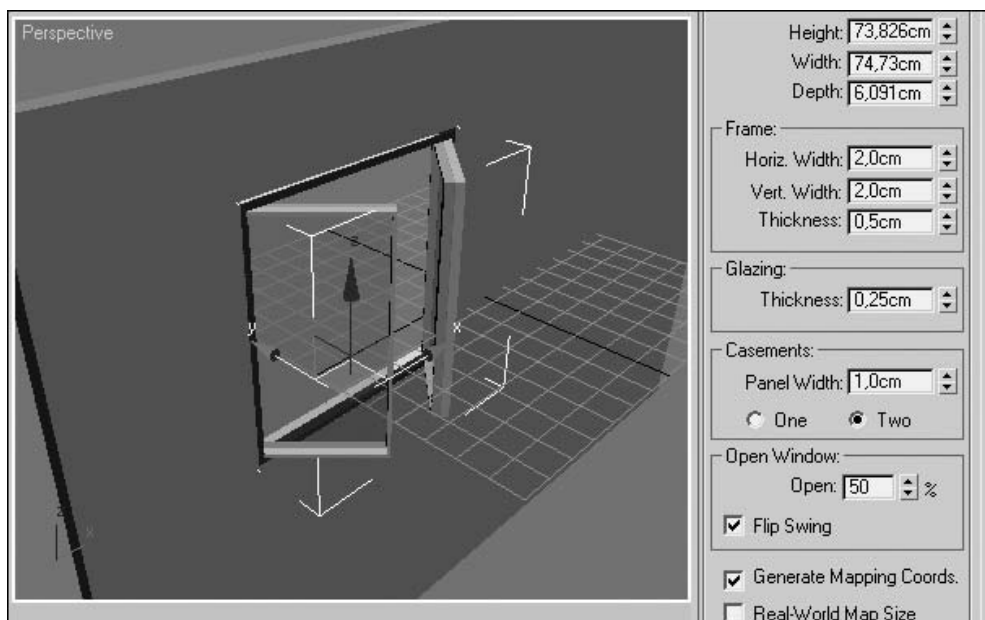 Perspective
Height: 73,826cm
Width: 74,73cm
Depth: 6,091cm
Frame:
Horiz. Width: 2,0cm
Vert. Width: 2,0cm
Thickness: 0,5cm
Glazing:
Thickness: 0,25cm
Casements:
Panel Width: 1,0cm
One Two
Open Window:
Open: 50 %
Flip Swing
Generate Mapping Coords.
Real-World Map Size
z
y x
z
x